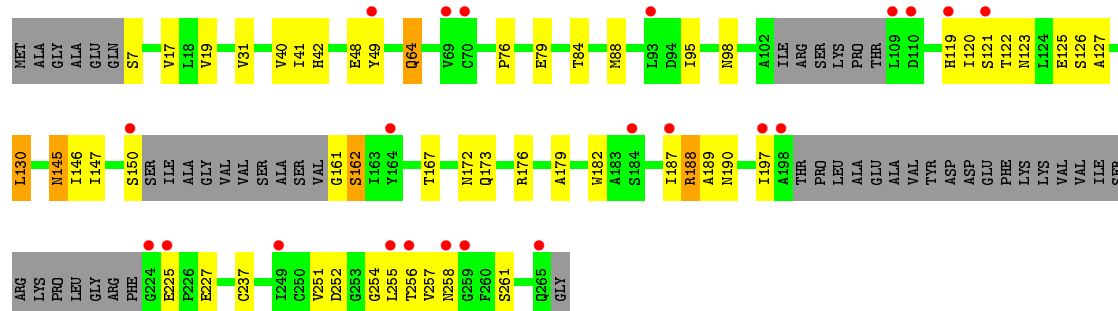 MET ALA GLY ALA GLU GLN S7 V17 L18 V19 V31 V40 I41 H42 E48 Y49 Q64 V69 C70 P76 E79 T84 M88 L93 D94 I95 N98 A102 ILE ARG SER LYS PRO THR L109 D110 H119 I120 S121 T122 N123 L124 E125 S126 A127
L130 N145 I146 I147 S150 SER ILE ALA GLY VAL VAL SER ALA SER VAL G161 S162 I163 Y164 T167 N172 Q173 R176 A179 W182 A183 S184 I187 R188 A189 N190 I197 A198 THR PRO LEU ALA GLU ALA VAL TYR ASP ASP GLU PHE LYS LYS VAL VAL ILE SER
ARG LYS PRO LEU GLY ARG PHE G224 E225 P226 E227 C237 I249 C250 V251 D252 G253 G254 L255 T256 V257 N258 G259 F260 S261 Q265 GLY